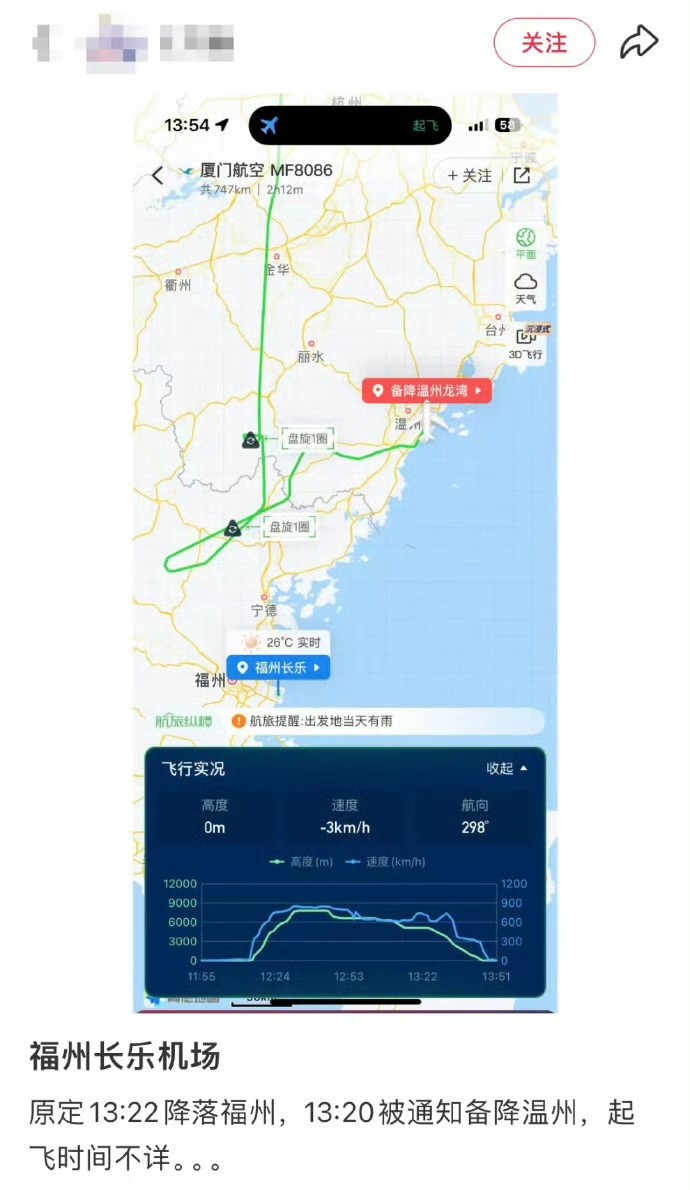 关注
杭州
13:54
起飞
58
宁波
厦门航空 MF8086
+ 关注
共747km | 2h12m
平面
金华
衢州
天气
台州
沉浸式
3D飞行
丽水
备降温州龙湾
温州
盘旋1圈
盘旋1圈
宁德
26°C 实时
福州长乐
福州
航旅纵横
航旅提醒:出发地当天有雨
飞行实况
收起
高度
速度
航向
0m
-3km/h
298°
高度(m)
速度(km/h)
12000
1200
9000
900
6000
600
3000
300
0
0
11:55
12:24
12:53
13:22
13:51
高德地图
30km
福州长乐机场
原定13:22降落福州，13:20被通知备降温州，起
飞时间不详。。。